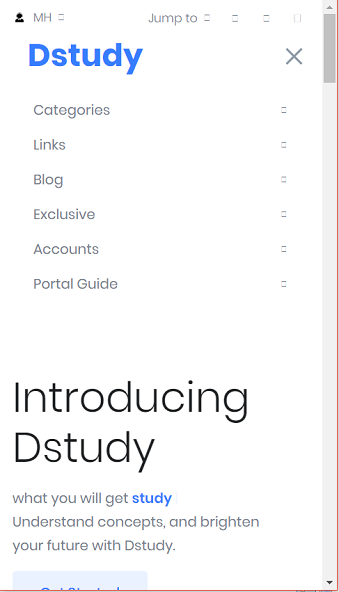 MH Jump to
Dstudy
Categories
Links
Blog
Exclusive
Accounts
Portal Guide
Introducing
Dstudy
what you will get study
Understand concepts, and brighten
your future with Dstudy.